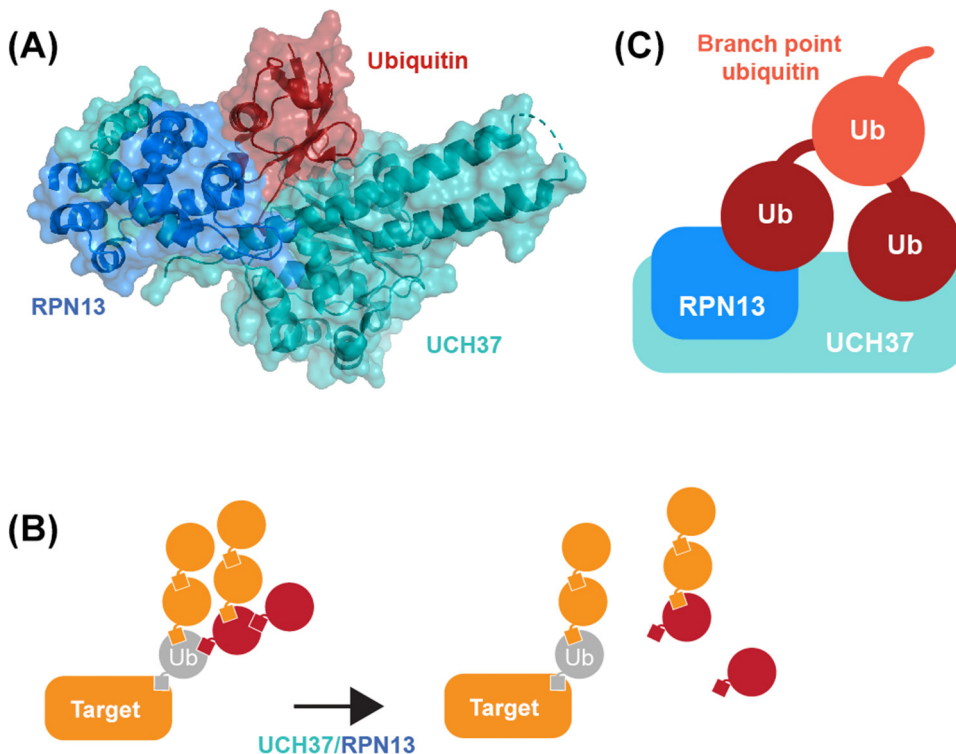 (A)
Ubiquitin
RPN13
UCH37
(C)
Branch point
ubiquitin
Ub
Ub
Ub
RPN13
UCH37
(B)
Ub
Target
UCH37/RPN13
Ub
Target